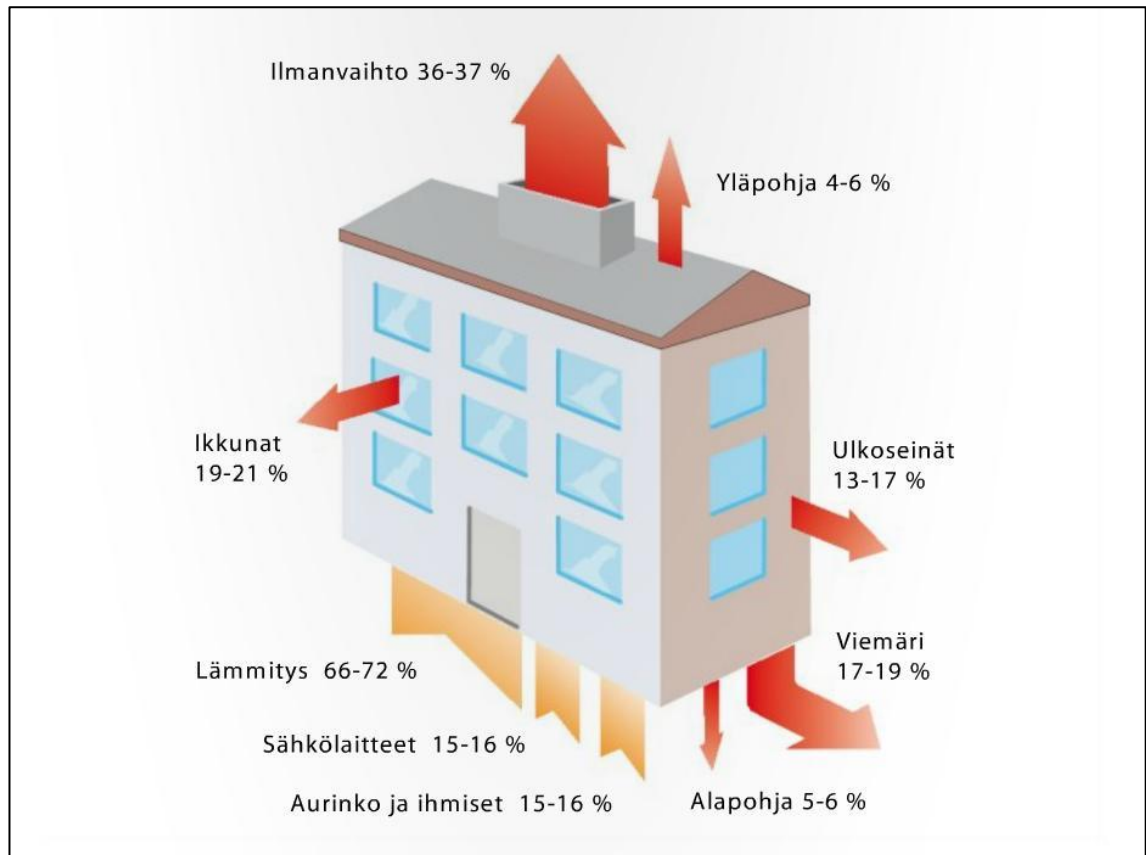 Ilmanvaihto 36-37 %
Yläpohja 4-6 %
Ikkunat
19-21 %
Ulkoseinät
13-17 %
Viemäri
17-19 %
Lämmitys 66-72 %
Sähkölaitteet 15-16 %
Aurinko ja ihmiset 15-16 %
Alapohja 5-6 %